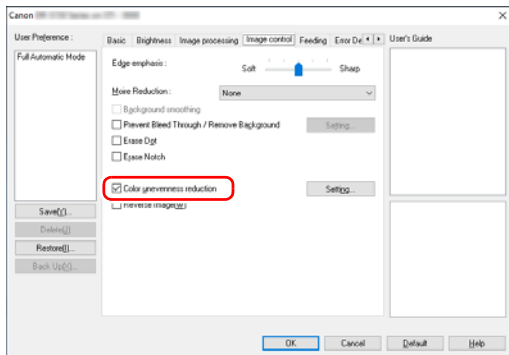 Canon
User Preference :
Full Automatic Mode
Save(Y)...
Delete(J)
Restore(I)...
Basic Brightness Image processing Image control Feeding Error De
Edge emphasis :
Soft Sharp
Moire Reduction :
None
Background smoothing
Prevent Bleed Through / Remove Background
Setting...
Erase Dot
Erase Notch
Color unevenness reduction
Setting...
Reverse Image(W)
User's Guide
OK Cancel Default Help